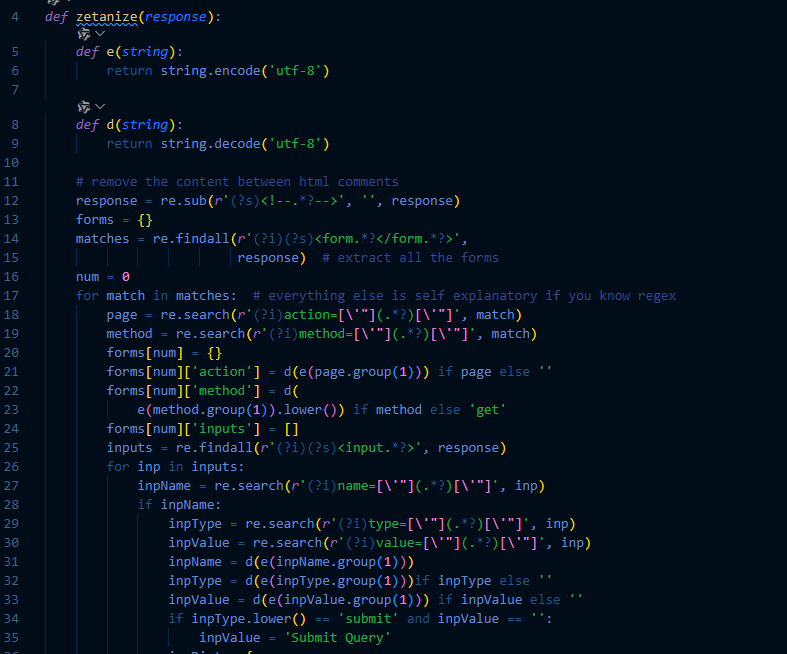 4 def zetanize(response):
5 def e(string):
6 return string.encode('utf-8')
7
8 def d(string):
9 return string.decode('utf-8')
10
11 # remove the content between html comments
12 response = re.sub(r'(?s)<!--.*?-->', '', response)
13 forms = {}
14 matches = re.findall(r'(?i)(?s)<form.*?</form.*?>',
15 response)  # extract all the forms
16 num = 0
17 for match in matches:  # everything else is self explanatory if you know regex
18 page = re.search(r'(?i)action=[\'"](.*?)[\'"]', match)
19 method = re.search(r'(?i)method=[\'"](.*?)[\'"]', match)
20 forms[num] = {}
21 forms[num]['action'] = d(e(page.group(1))) if page else ''
22 forms[num]['method'] = d(
23 e(method.group(1)).lower()) if method else 'get'
24 forms[num]['inputs'] = []
25 inputs = re.findall(r'(?i)(?s)<input.*?>', response)
26 for inp in inputs:
27 inpName = re.search(r'(?i)name=[\'"](.*?)[\'"]', inp)
28 if inpName:
29 inpType = re.search(r'(?i)type=[\'"](.*?)[\'"]', inp)
30 inpValue = re.search(r'(?i)value=[\'"](.*?)[\'"]', inp)
31 inpName = d(e(inpName.group(1)))
32 inpType = d(e(inpType.group(1)))if inpType else ''
33 inpValue = d(e(inpValue.group(1))) if inpValue else ''
34 if inpType.lower() == 'submit' and inpValue == '':
35 inpValue = 'Submit Query'